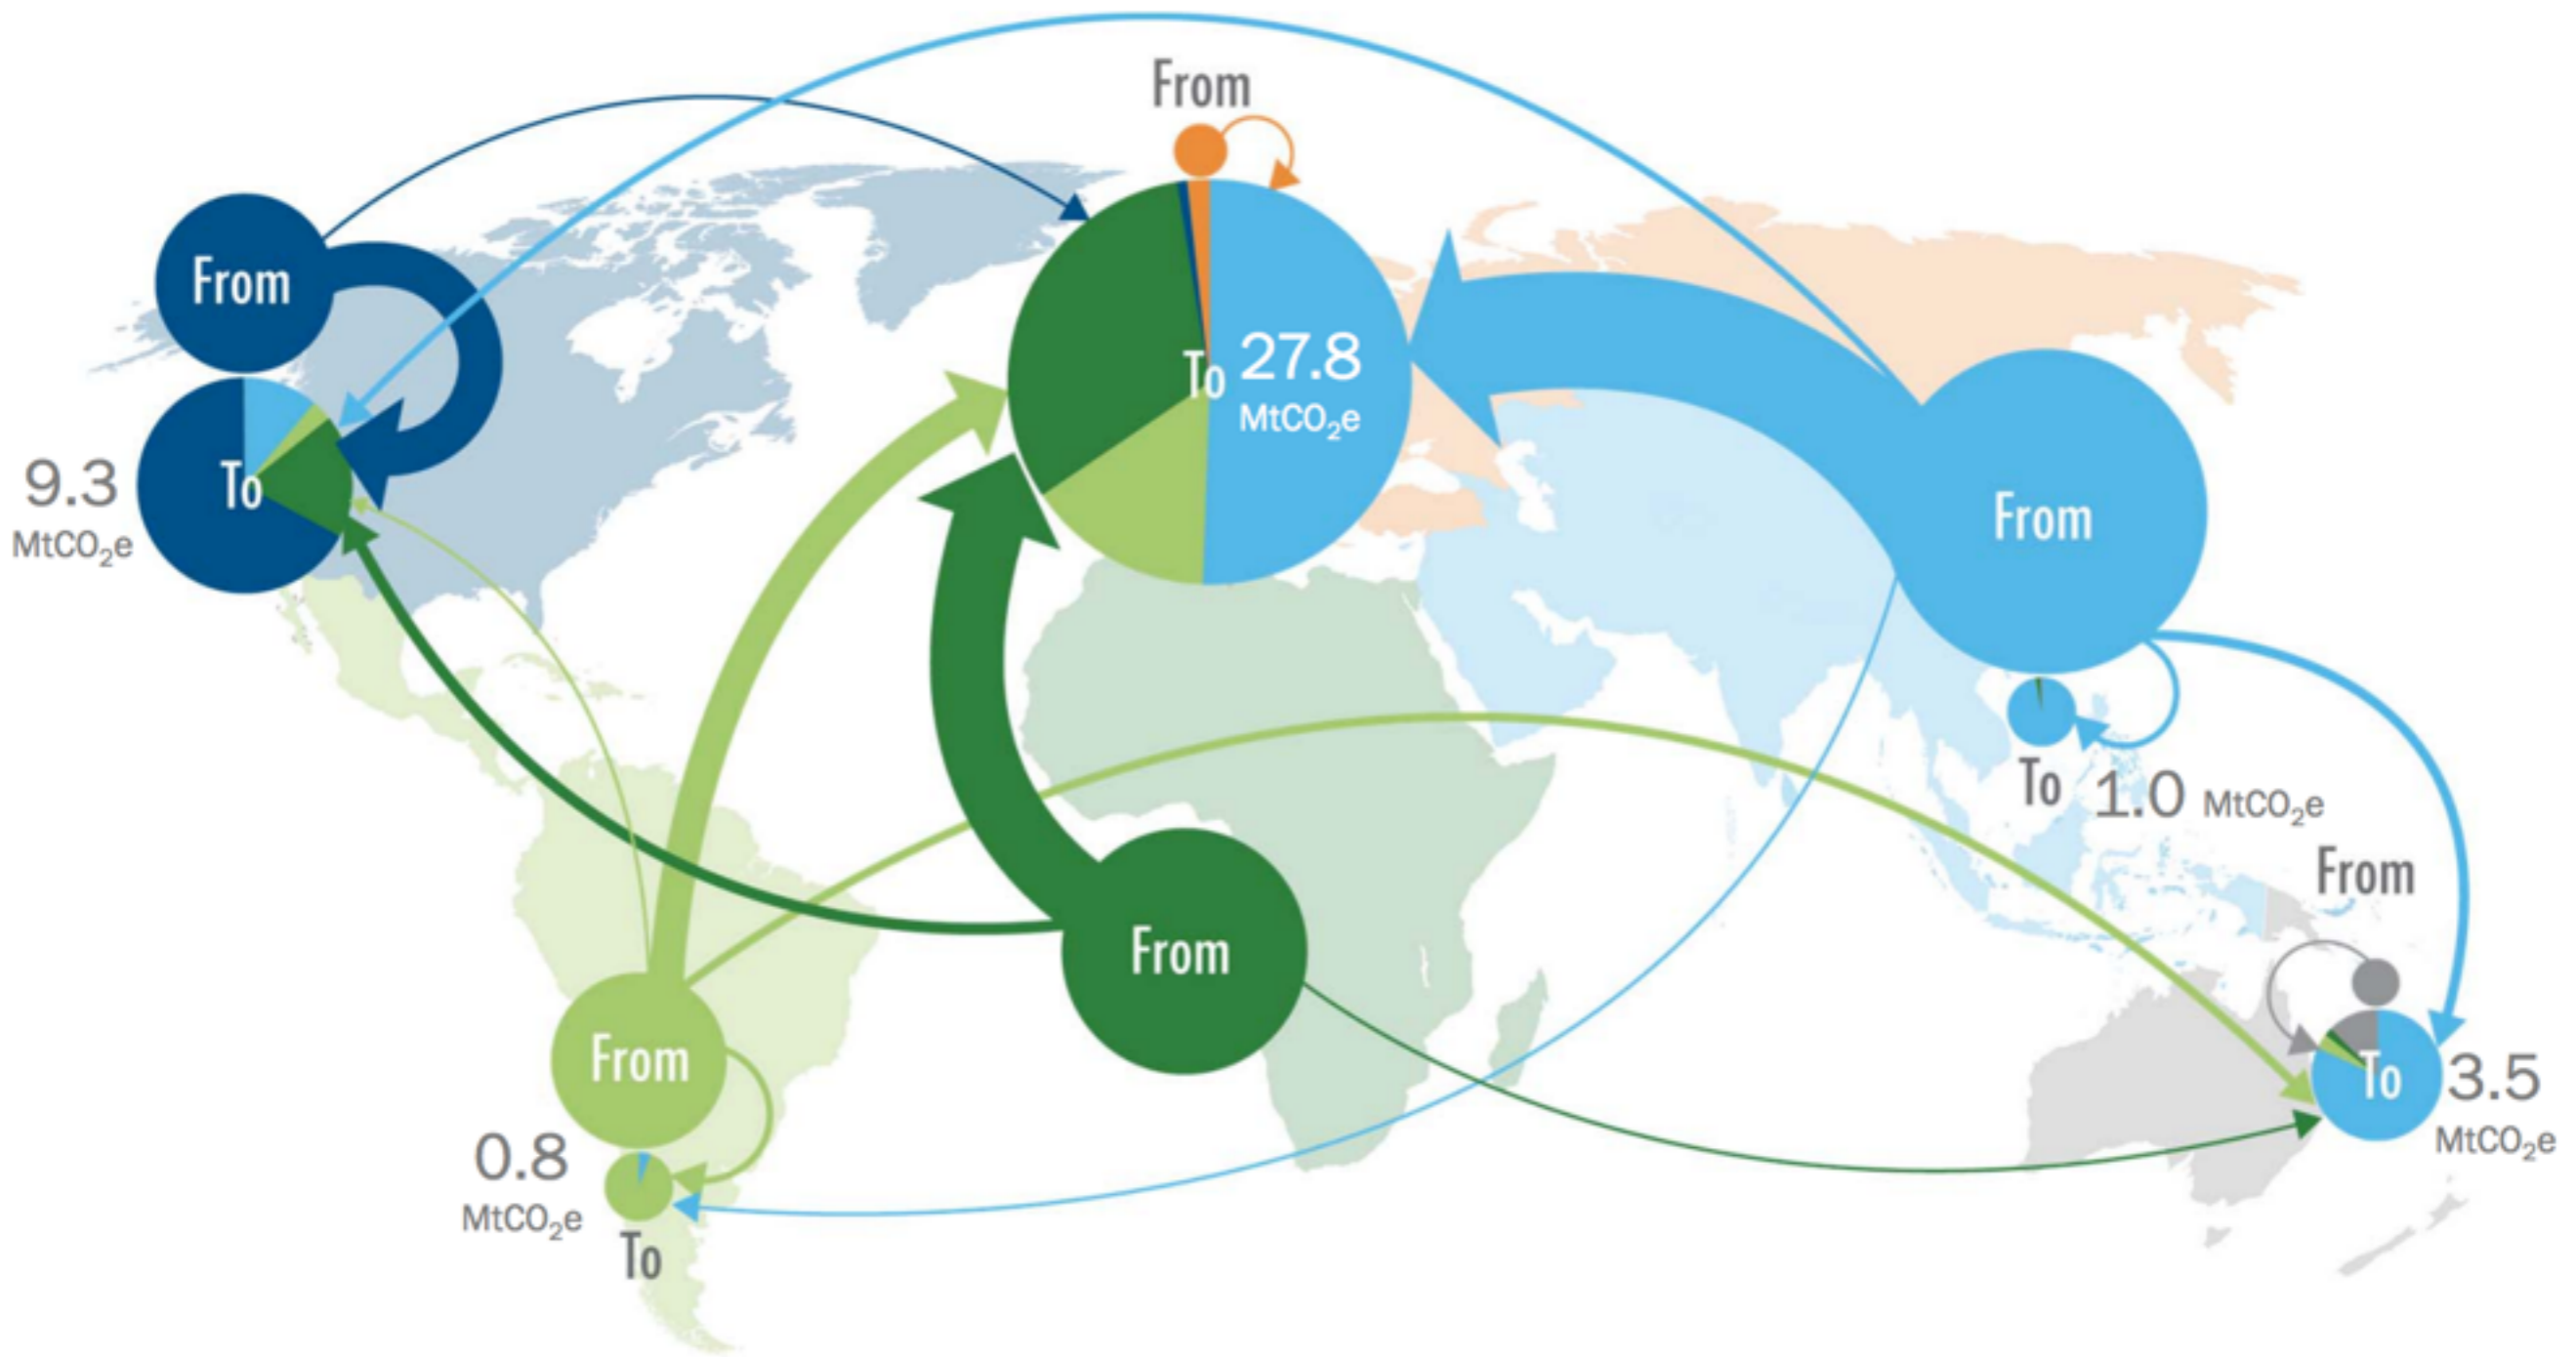 From
From
To
27.8
MtCO₂e
From
9.3
To
MtCO₂e
From
To
1.0 MtCO₂e
From
From
From
To
3.5
MtCO₂e
0.8
MtCO₂e
To